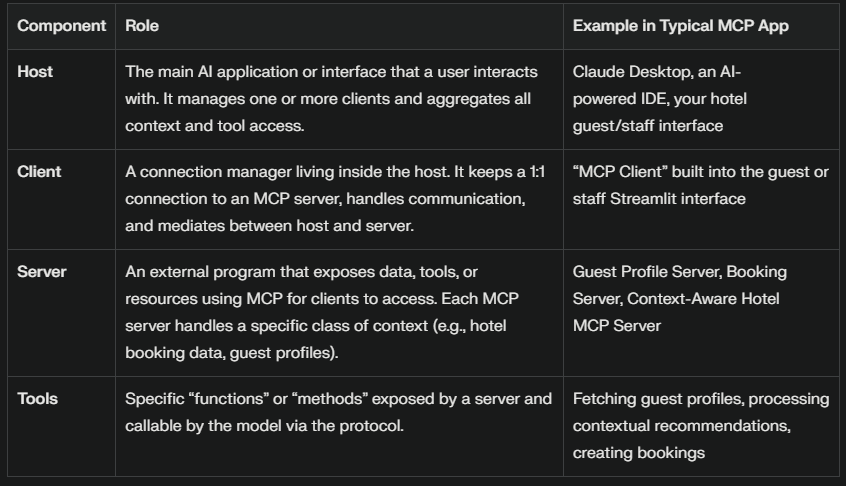 Component Role Example in Typical MCP App
Host
The main AI application or interface that a user interacts
with. It manages one or more clients and aggregates all
context and tool access.
Claude Desktop, an AI-
powered IDE, your hotel
guest/staff interface
Client
A connection manager living inside the host. It keeps a 1:1
connection to an MCP server, handles communication,
and mediates between host and server.
“MCP Client” built into the guest or
staff Streamlit interface
Server
An external program that exposes data, tools, or
resources using MCP for clients to access. Each MCP
server handles a specific class of context (e.g., hotel
booking data, guest profiles).
Guest Profile Server, Booking
Server, Context-Aware Hotel
MCP Server
Tools
Specific “functions” or “methods” exposed by a server and
callable by the model via the protocol.
Fetching guest profiles, processing
contextual recommendations,
creating bookings